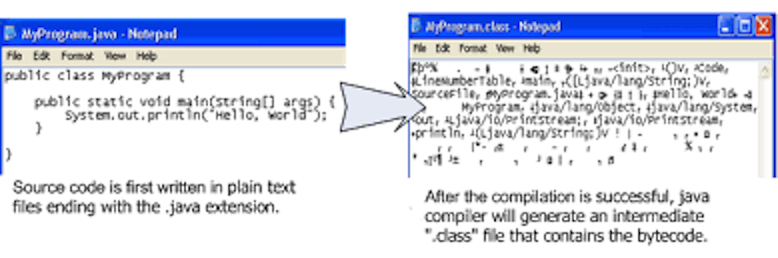 MyProgram.java - Notepad
File Edit Format View Help
public class MyProgram {
public static void main(String[] args) {
System.out.println("Hello, World");
}
}
Source code is first written in plain text
files ending with the .java extension.
MyProgram.class - Notepad
File Edit Format View Help
<init>, ()V, Code,
LineNumberTable, main, ([Ljava/lang/String;)V,
SourceFile, MyProgram.java Hello, World
MyProgram, java/lang/Object, java/lang/System,
out, Ljava/io/PrintStream;, java/io/PrintStream,
println, (Ljava/lang/String;)V
After the compilation is successful, java
compiler will generate an intermediate
".class" file that contains the bytecode.